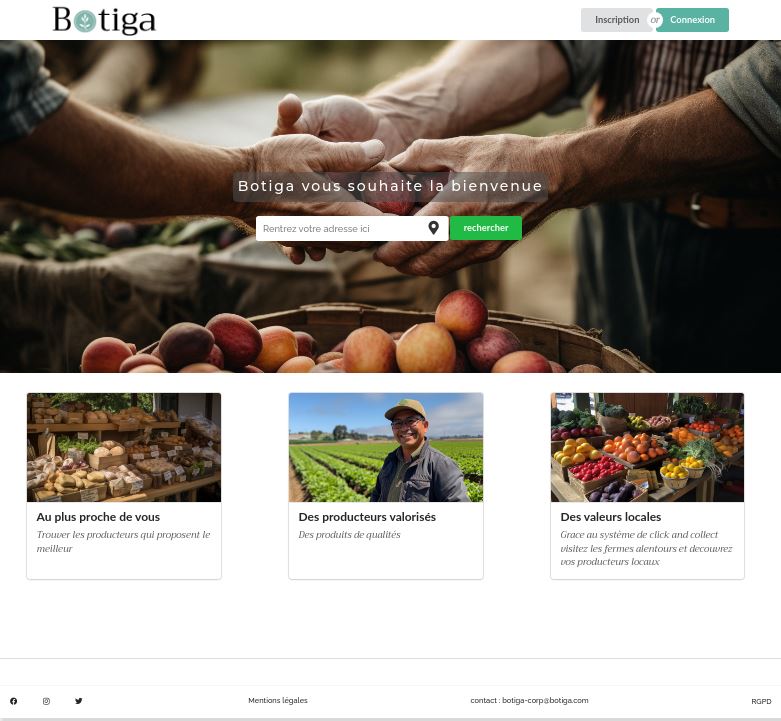 Botiga
Inscription or Connexion
Botiga vous souhaite la bienvenue
Rentrez votre adresse ici
rechercher
Au plus proche de vous
Trouver les producteurs qui proposent le
meilleur
Des producteurs valorisés
Des produits de qualités
Des valeurs locales
Grace au système de click and collect
visitez les fermes alentours et decouvrez
vos producteurs locaux
Mentions légales
contact : botiga-corp@botiga.com
RGPD